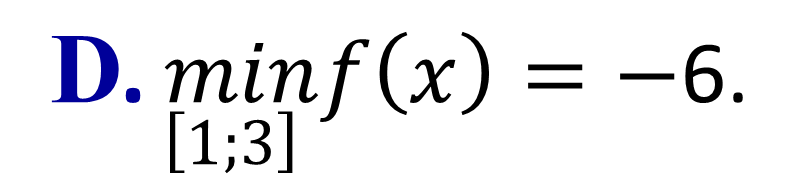 D. min f(x) = −6.
[1;3]